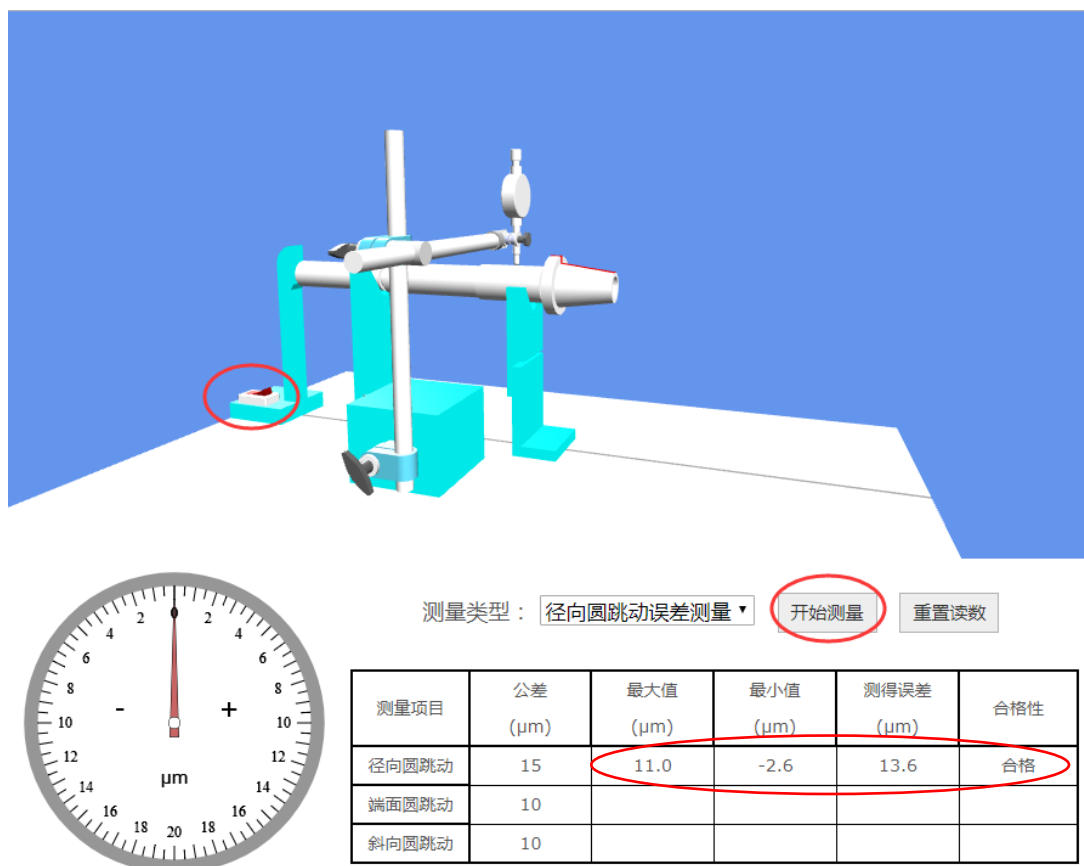 测量类型： 径向圆跳动误差测量 开始测量 重置读数
0
2 2
4 4
6 6
8 8
- +
10 10
12 12
μm
14 14
16 16
18 20 18
测量项目 公差 (μm) 最大值 (μm) 最小值 (μm) 测得误差 (μm) 合格性
径向圆跳动 15 11.0 -2.6 13.6 合格
端面圆跳动 10
斜向圆跳动 10